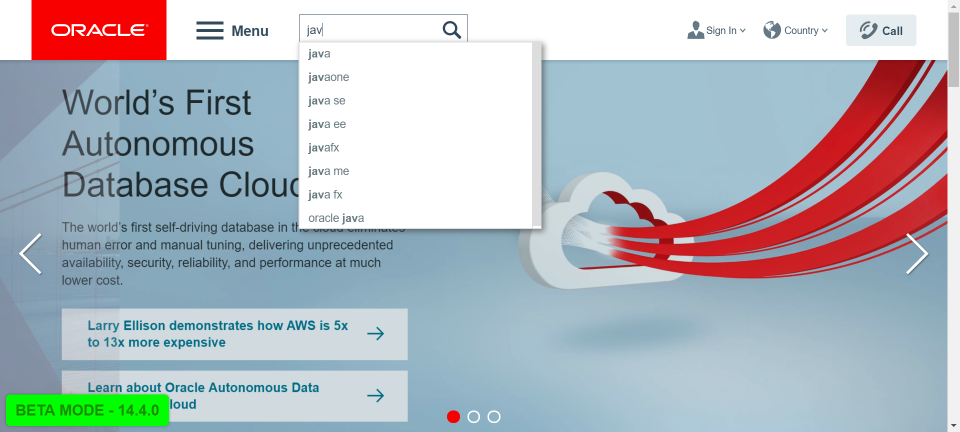 ORACLE
Menu
jav
Sign In
Country
Call
java
javaone
java se
java ee
javafx
java me
java fx
oracle java
World's First
Autonomous
Database Clou
The world's first self-driving database in the cloud eliminates
human error and manual tuning, delivering unprecedented
availability, security, reliability, and performance at much
lower cost.
Larry Ellison demonstrates how AWS is 5x
to 13x more expensive
Learn about Oracle Autonomous Data
loud
BETA MODE - 14.4.0